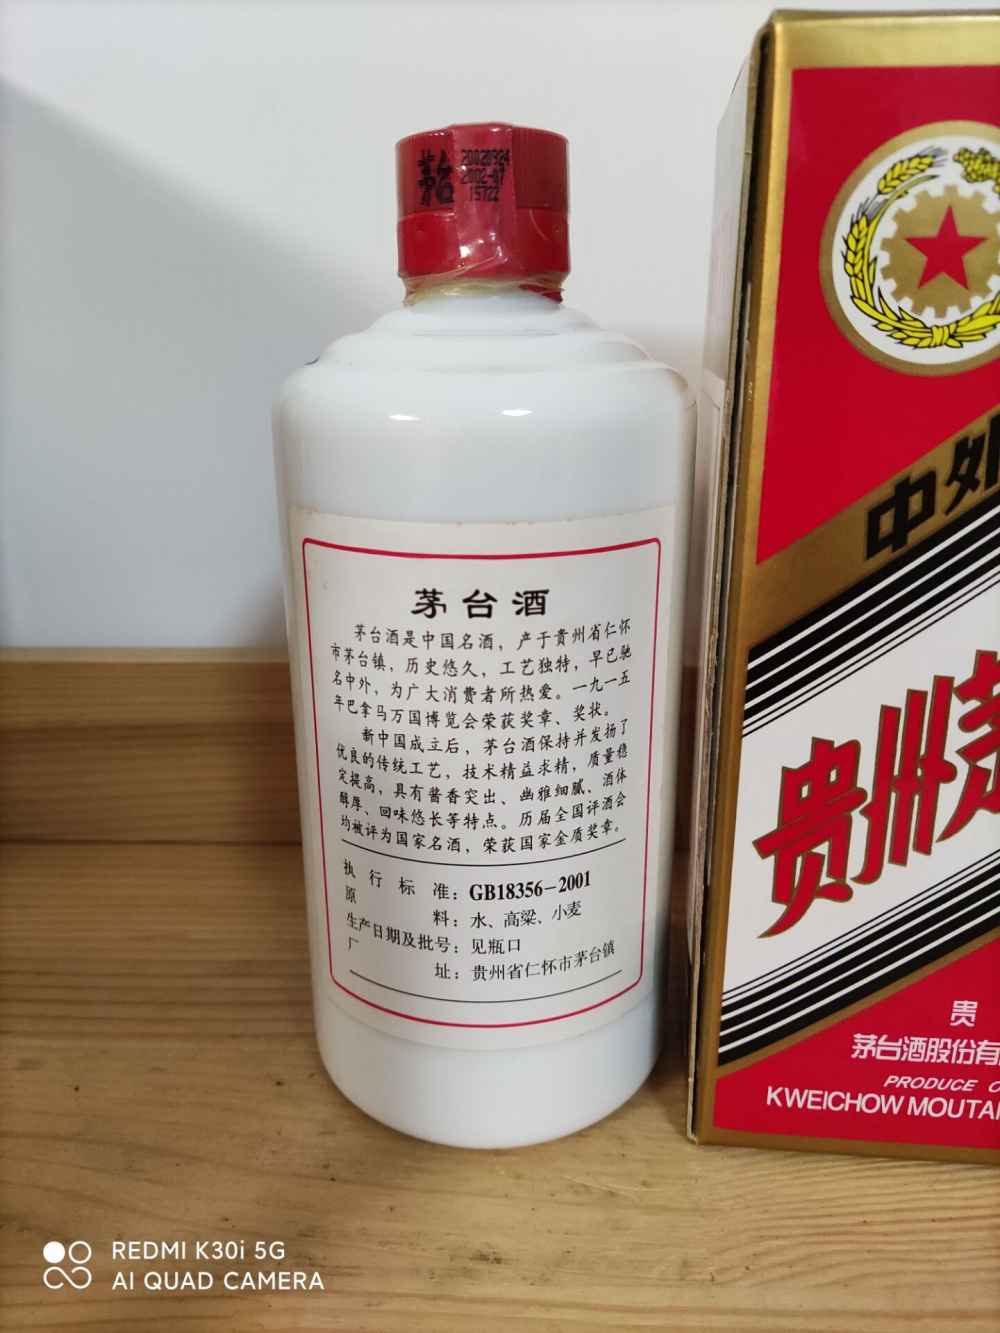 茅台
20020924
2002-07
15722
茅台酒
茅台酒是中国名酒，产于贵州省仁怀
市茅台镇，历史悠久，工艺独特，早已驰
名中外，为广大消费者所热爱。一九一五
年巴拿马万国博览会荣获奖章、奖状。
新中国成立后，茅台酒保持并发扬了
优良的传统工艺，技术精益求精，质量稳
定提高，具有酱香突出、幽雅细腻、酒体
醇厚、回味悠长等特点。历届全国评酒会
均被评为国家名酒，荣获国家金质奖章。
执行标准：GB18356-2001
原料：水、高粱、小麦
生产日期及批号：见瓶口
厂址：贵州省仁怀市茅台镇
中外
贵州茅
贵
茅台酒股份有
PRODUCE O
KWEICHOW MOUTA
REDMI K30i 5G
AI QUAD CAMERA